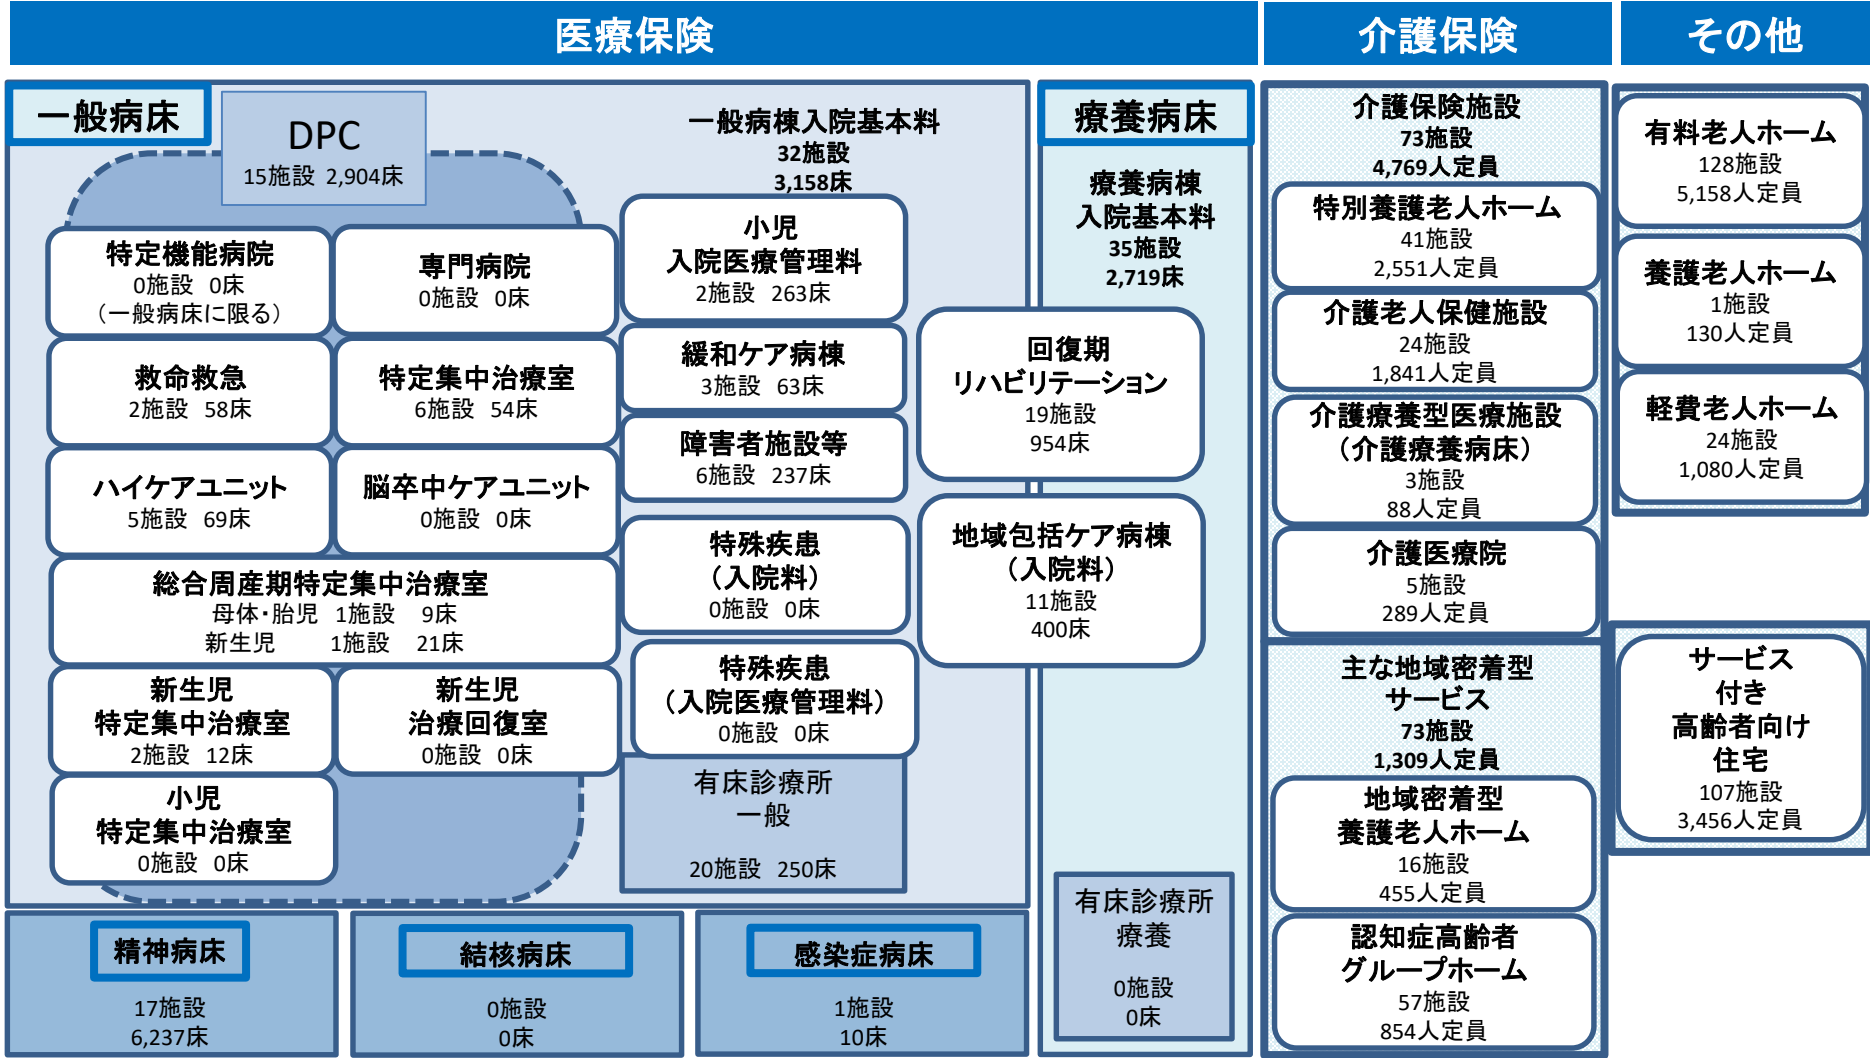 医療保険
介護保険
その他
一般病床
DPC
15施設 2,904床
一般病棟入院基本料
32施設
3,158床
特定機能病院
0施設 0床
（一般病床に限る）
専門病院
0施設 0床
救命救急
2施設 58床
特定集中治療室
6施設 54床
ハイケアユニット
5施設 69床
脳卒中ケアユニット
0施設 0床
総合周産期特定集中治療室
母体・胎児 1施設 9床
新生児 1施設 21床
新生児
特定集中治療室
2施設 12床
新生児
治療回復室
0施設 0床
小児
特定集中治療室
0施設 0床
小児
入院医療管理料
2施設 263床
緩和ケア病棟
3施設 63床
障害者施設等
6施設 237床
特殊疾患
（入院料）
0施設 0床
特殊疾患
（入院医療管理料）
0施設 0床
有床診療所
一般
20施設 250床
療養病床
療養病棟
入院基本料
35施設
2,719床
回復期
リハビリテーション
19施設
954床
地域包括ケア病棟
（入院料）
11施設
400床
有床診療所
療養
0施設
0床
精神病床
17施設
6,237床
結核病床
0施設
0床
感染症病床
1施設
10床
介護保険施設
73施設
4,769人定員
特別養護老人ホーム
41施設
2,551人定員
介護老人保健施設
24施設
1,841人定員
介護療養型医療施設
（介護療養病床）
3施設
88人定員
介護医療院
5施設
289人定員
主な地域密着型
サービス
73施設
1,309人定員
地域密着型
養護老人ホーム
16施設
455人定員
認知症高齢者
グループホーム
57施設
854人定員
有料老人ホーム
128施設
5,158人定員
養護老人ホーム
1施設
130人定員
軽費老人ホーム
24施設
1,080人定員
サービス
付き
高齢者向け
住宅
107施設
3,456人定員